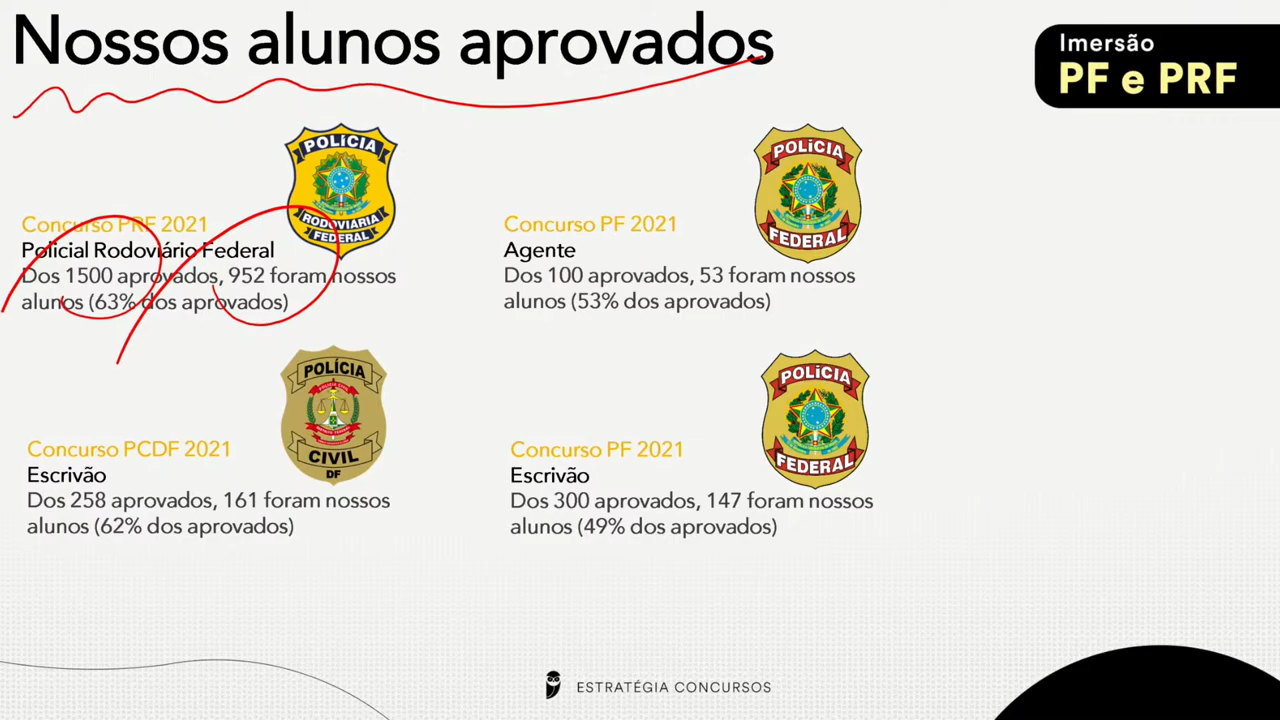 Nossos alunos aprovados
Imersão
PF e PRF
POLÍCIA
RODOVIÁRIA
FEDERAL
Concurso PRF 2021
Policial Rodoviário Federal
Dos 1500 aprovados, 952 foram nossos
alunos (63% dos aprovados)
POLÍCIA
FEDERAL
Concurso PF 2021
Agente
Dos 100 aprovados, 53 foram nossos
alunos (53% dos aprovados)
POLÍCIA
CIVIL
DF
Concurso PCDF 2021
Escrivão
Dos 258 aprovados, 161 foram nossos
alunos (62% dos aprovados)
POLÍCIA
FEDERAL
Concurso PF 2021
Escrivão
Dos 300 aprovados, 147 foram nossos
alunos (49% dos aprovados)
ESTRATÉGIA CONCURSOS